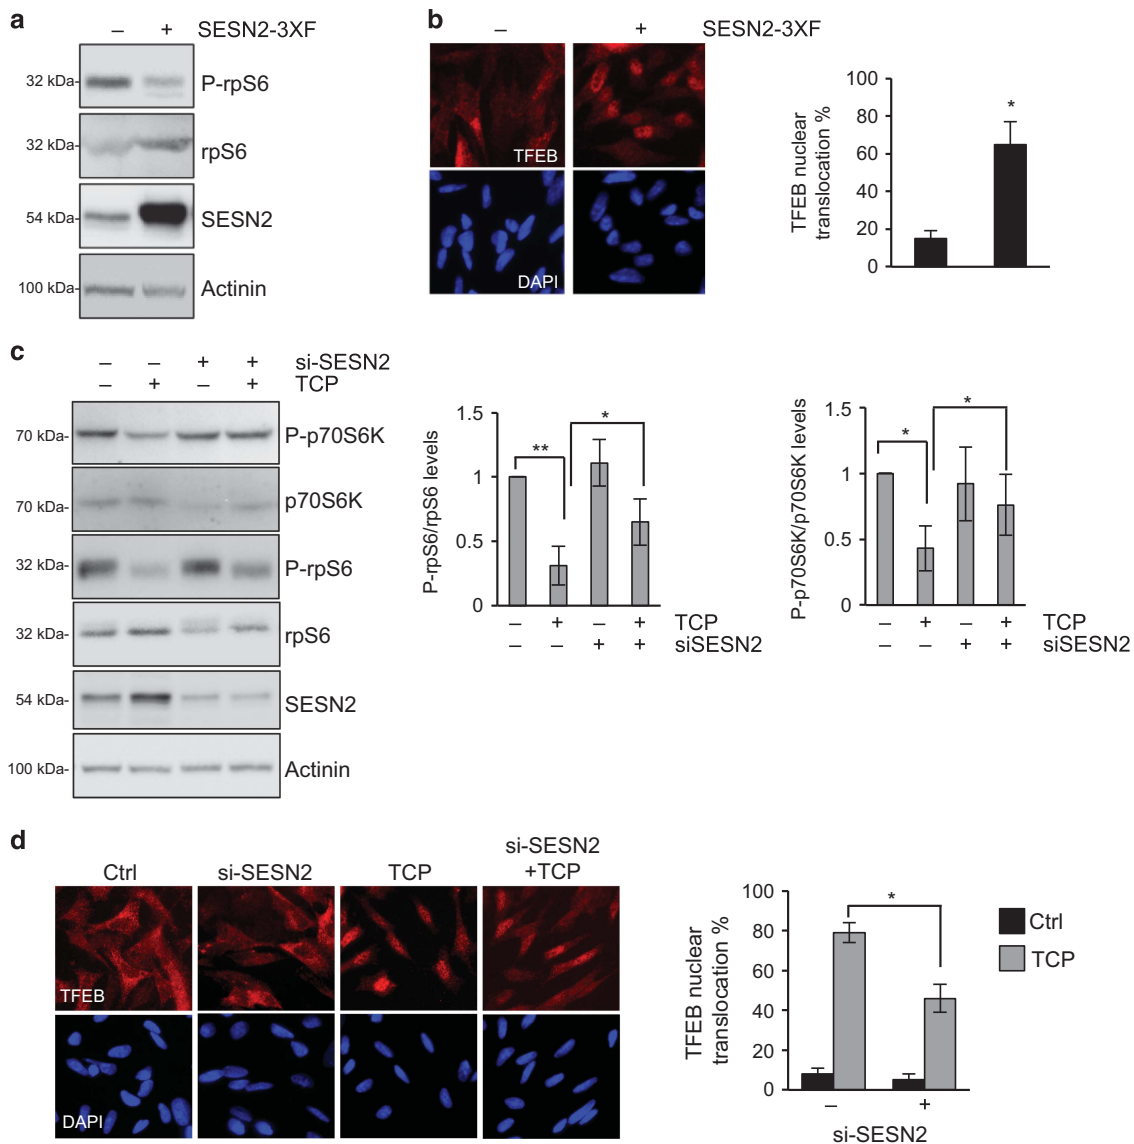 a
– + SESN2-3XF
32 kDa- P-rpS6
32 kDa- rpS6
54 kDa- SESN2
100 kDa- Actinin
b
– + SESN2-3XF
TFEB
DAPI
TFEB nuclear
translocation %
100
80
60
40
20
0
*
c
– – + + si-SESN2
– + – + TCP
70 kDa- P-p70S6K
70 kDa- p70S6K
32 kDa- P-rpS6
32 kDa- rpS6
54 kDa- SESN2
100 kDa- Actinin
P-rpS6/rpS6 levels
1.5
1
0.5
0
**
*
– + – + TCP
– – + + siSESN2
P-p70S6K/p70S6K levels
1.5
1
0.5
0
*
*
– + – + TCP
– – + + siSESN2
d
Ctrl
si-SESN2
TCP
si-SESN2
+TCP
TFEB
DAPI
TFEB nuclear
translocation %
100
80
60
40
20
0
*
– +
si-SESN2
Ctrl
TCP